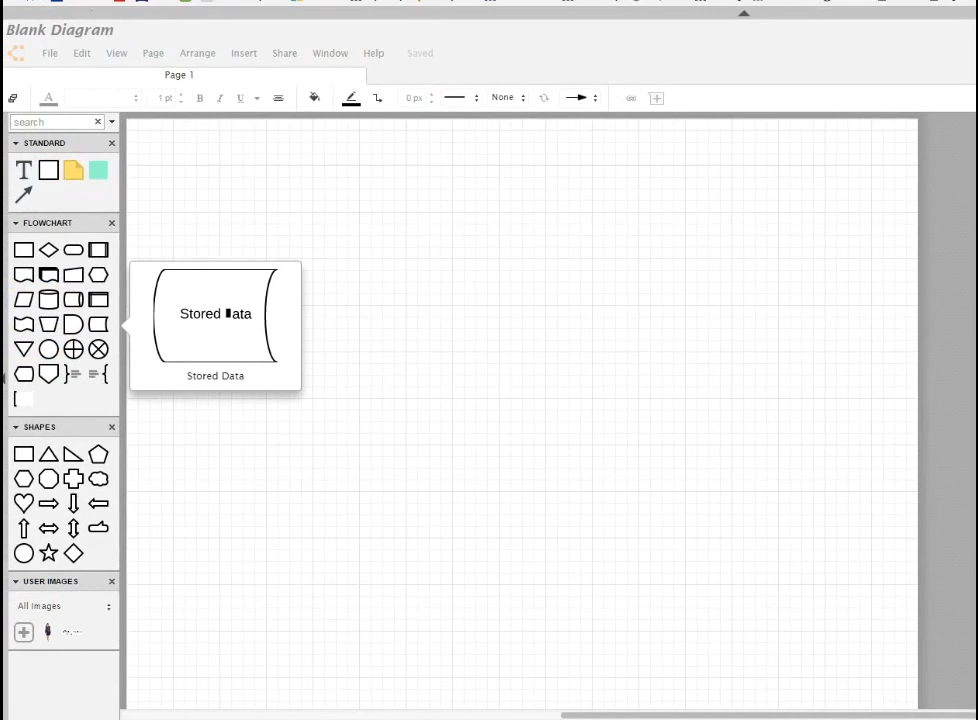 Blank Diagram
File Edit View Page Arrange Insert Share Window Help Saved
Page 1
A 1 pt B I U 0 px None
search
STANDARD
T
FLOWCHART
Stored ata
Stored Data
SHAPES
USER IMAGES
All Images